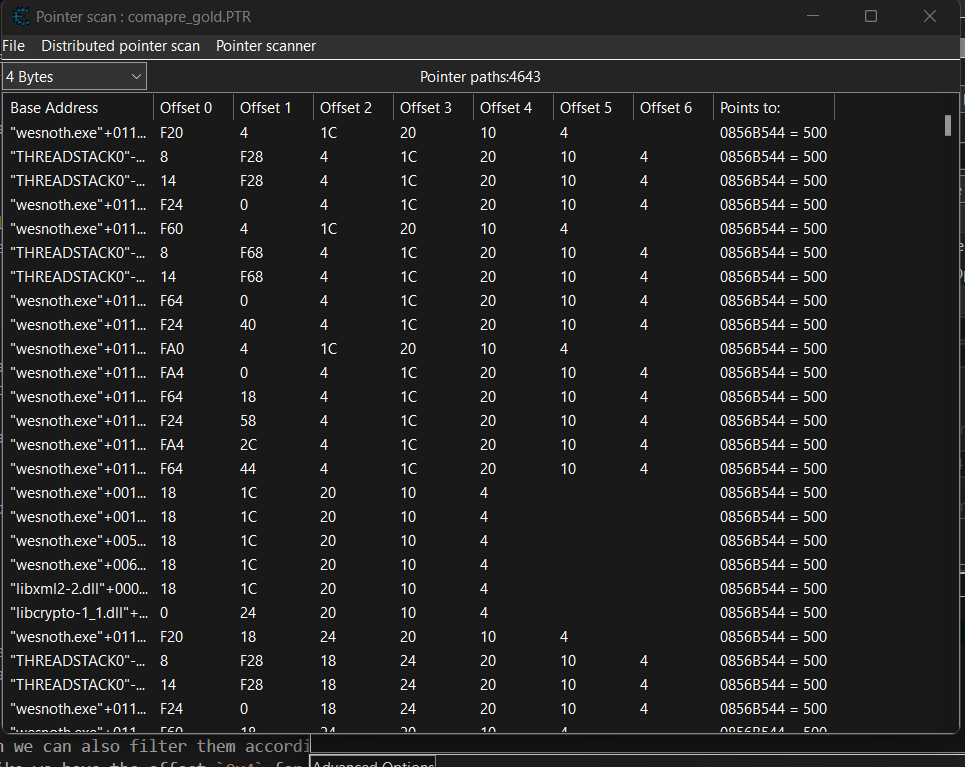 Pointer scan : comapre_gold.PTR
File Distributed pointer scan Pointer scanner
4 Bytes Pointer paths:4643
Base Address Offset 0 Offset 1 Offset 2 Offset 3 Offset 4 Offset 5 Offset 6 Points to:
"wesnoth.exe"+011... F20 4 1C 20 10 4 0856B544 = 500
"THREADSTACK0"-... 8 F28 4 1C 20 10 4 0856B544 = 500
"THREADSTACK0"-... 14 F28 4 1C 20 10 4 0856B544 = 500
"wesnoth.exe"+011... F24 0 4 1C 20 10 4 0856B544 = 500
"wesnoth.exe"+011... F60 4 1C 20 10 4 0856B544 = 500
"THREADSTACK0"-... 8 F68 4 1C 20 10 4 0856B544 = 500
"THREADSTACK0"-... 14 F68 4 1C 20 10 4 0856B544 = 500
"wesnoth.exe"+011... F64 0 4 1C 20 10 4 0856B544 = 500
"wesnoth.exe"+011... F24 40 4 1C 20 10 4 0856B544 = 500
"wesnoth.exe"+011... FA0 4 1C 20 10 4 0856B544 = 500
"wesnoth.exe"+011... FA4 0 4 1C 20 10 4 0856B544 = 500
"wesnoth.exe"+011... F64 18 4 1C 20 10 4 0856B544 = 500
"wesnoth.exe"+011... F24 58 4 1C 20 10 4 0856B544 = 500
"wesnoth.exe"+011... FA4 2C 4 1C 20 10 4 0856B544 = 500
"wesnoth.exe"+011... F64 44 4 1C 20 10 4 0856B544 = 500
"wesnoth.exe"+001... 18 1C 20 10 4 0856B544 = 500
"wesnoth.exe"+001... 18 1C 20 10 4 0856B544 = 500
"wesnoth.exe"+005... 18 1C 20 10 4 0856B544 = 500
"wesnoth.exe"+006... 18 1C 20 10 4 0856B544 = 500
"libxml2-2.dll"+000... 18 1C 20 10 4 0856B544 = 500
"libcrypto-1_1.dll"+... 0 24 20 10 4 0856B544 = 500
"wesnoth.exe"+011... F20 18 24 20 10 4 0856B544 = 500
"THREADSTACK0"-... 8 F28 18 24 20 10 4 0856B544 = 500
"THREADSTACK0"-... 14 F28 18 24 20 10 4 0856B544 = 500
"wesnoth.exe"+011... F24 0 18 24 20 10 4 0856B544 = 500
"wesnoth.exe"+011... F60 18 24 20 10 4 0856B544 = 500
we can also filter them accordi
have the offset `0x4` for Advanced Options